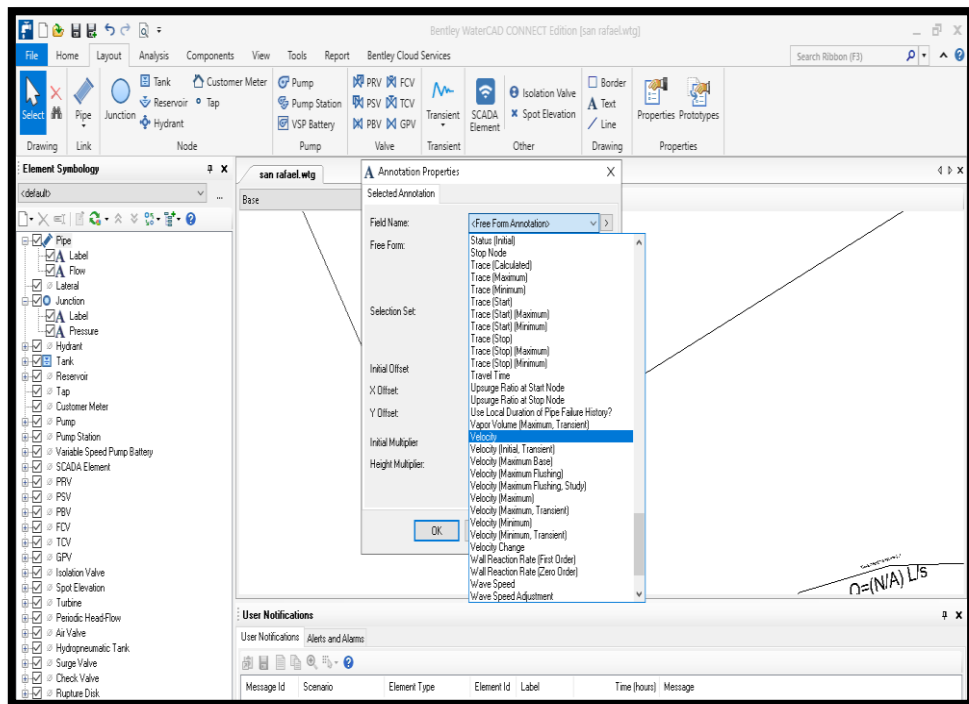 Bentley WaterCAD CONNECT Edition [san rafael.wtg]
File Home Layout Analysis Components View Tools Report Bentley Cloud Services Search Ribbon (F3)
Select Pipe Junction Tank Reservoir Hydrant Customer Meter Tap
Pump Pump Station VSP Battery
PRV FCV PSV TCV PBV GPV
Transient SCADA Element Isolation Valve Spot Elevation
Border Text Line Properties Prototypes
Drawing Link Node Pump Valve Transient Other Drawing Properties
Element Symbology
<default>
Pipe
Label
Flow
Lateral
Junction
Label
Pressure
Hydrant
Tank
Reservoir
Tap
Customer Meter
Pump
Pump Station
Variable Speed Pump Battery
SCADA Element
PRV
PSV
PBV
FCV
TCV
GPV
Isolation Valve
Spot Elevation
Turbine
Periodic Head-Flow
Air Valve
Hydropneumatic Tank
Surge Valve
Check Valve
Rupture Disk
san rafael.wtg
Base
Annotation Properties
Selected Annotation
Field Name: <Free Form Annotation>
Free Form:
Selection Set:
Initial Offset
X Offset:
Y Offset:
Initial Multiplier
Height Multiplier:
OK
Status (Initial)
Stop Node
Trace (Calculated)
Trace (Maximum)
Trace (Minimum)
Trace (Start)
Trace (Start) (Maximum)
Trace (Start) (Minimum)
Trace (Stop)
Trace (Stop) (Maximum)
Trace (Stop) (Minimum)
Travel Time
Upsurge Ratio at Start Node
Upsurge Ratio at Stop Node
Use Local Duration of Pipe Failure History?
Vapor Volume (Maximum, Transient)
Velocity
Velocity (Initial, Transient)
Velocity (Maximum Base)
Velocity (Maximum Flushing)
Velocity (Maximum Flushing, Study)
Velocity (Maximum)
Velocity (Maximum, Transient)
Velocity (Minimum)
Velocity (Minimum, Transient)
Velocity Change
Wall Reaction Rate (First Order)
Wall Reaction Rate (Zero Order)
Wave Speed
Wave Speed Adjustment
Q=(N/A) L/s
User Notifications
User Notifications Alerts and Alarms
Message Id Scenario Element Type Element Id Label Time (hours) Message